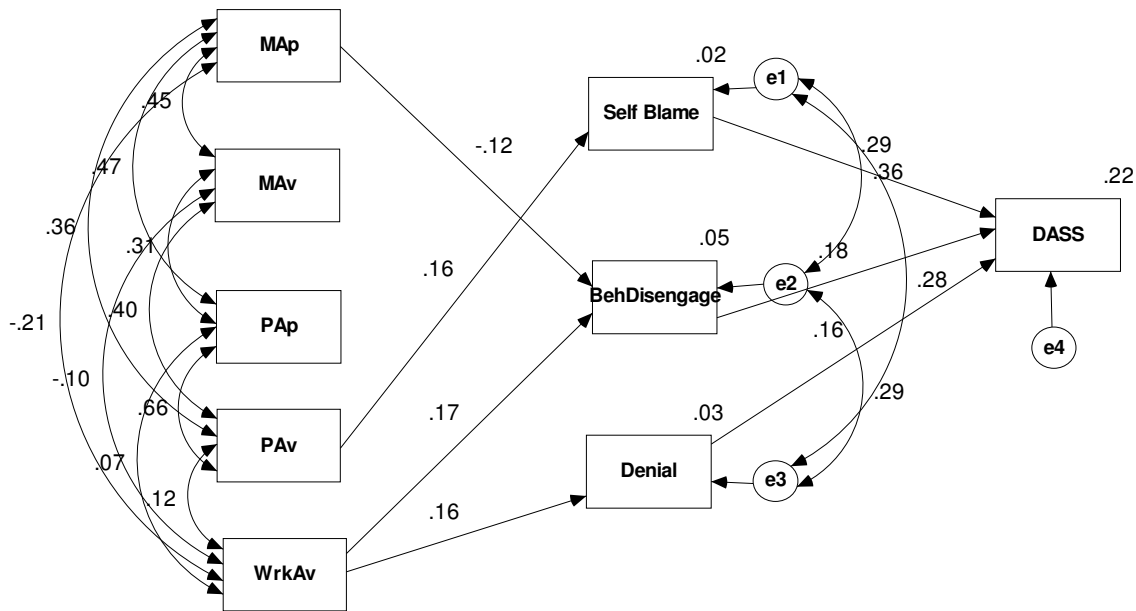 MAp
.02
e1
.45
Self Blame
-.12
.29
.47
.36
.22
MAv
DASS
.36
.31
.16
.05
.18
e2
BehDisengage
.28
.40
-.21
PAp
.16
e4
-.10
.66
.29
.17
.03
PAv
.07
Denial
e3
.12
.16
WrkAv